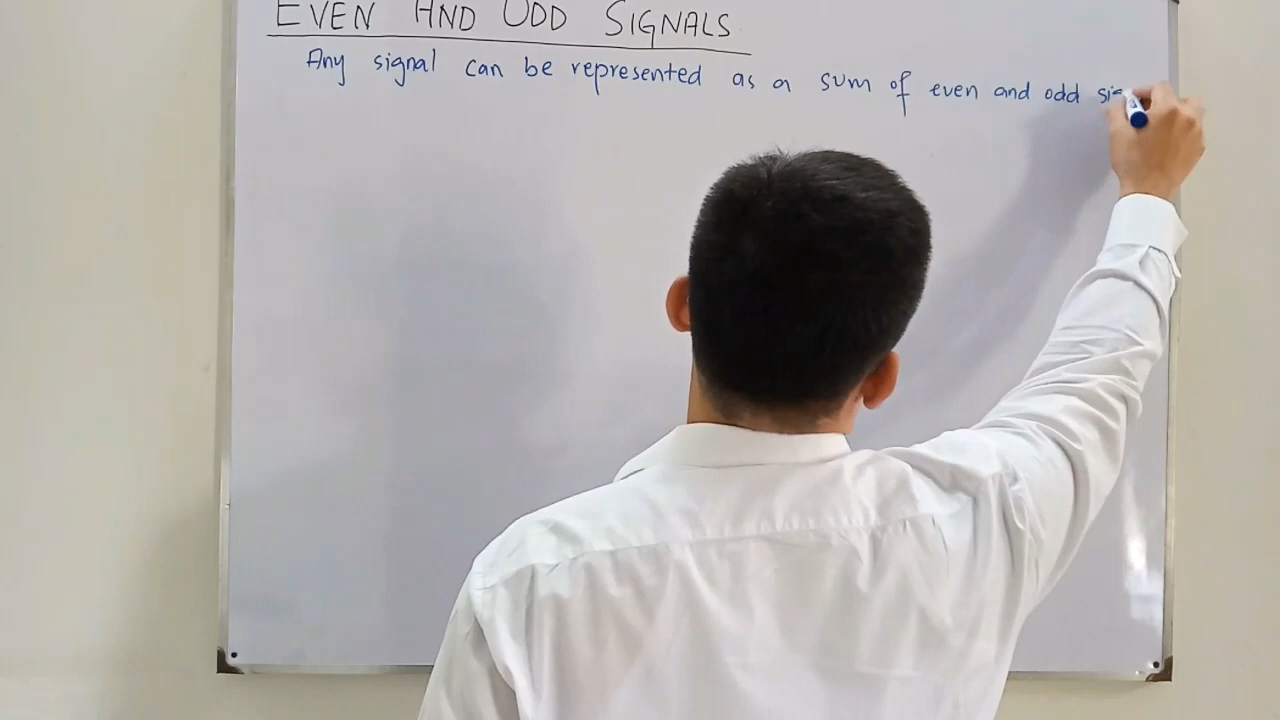 EVEN AND ODD SIGNALS
Any signal can be represented as a sum of even and odd